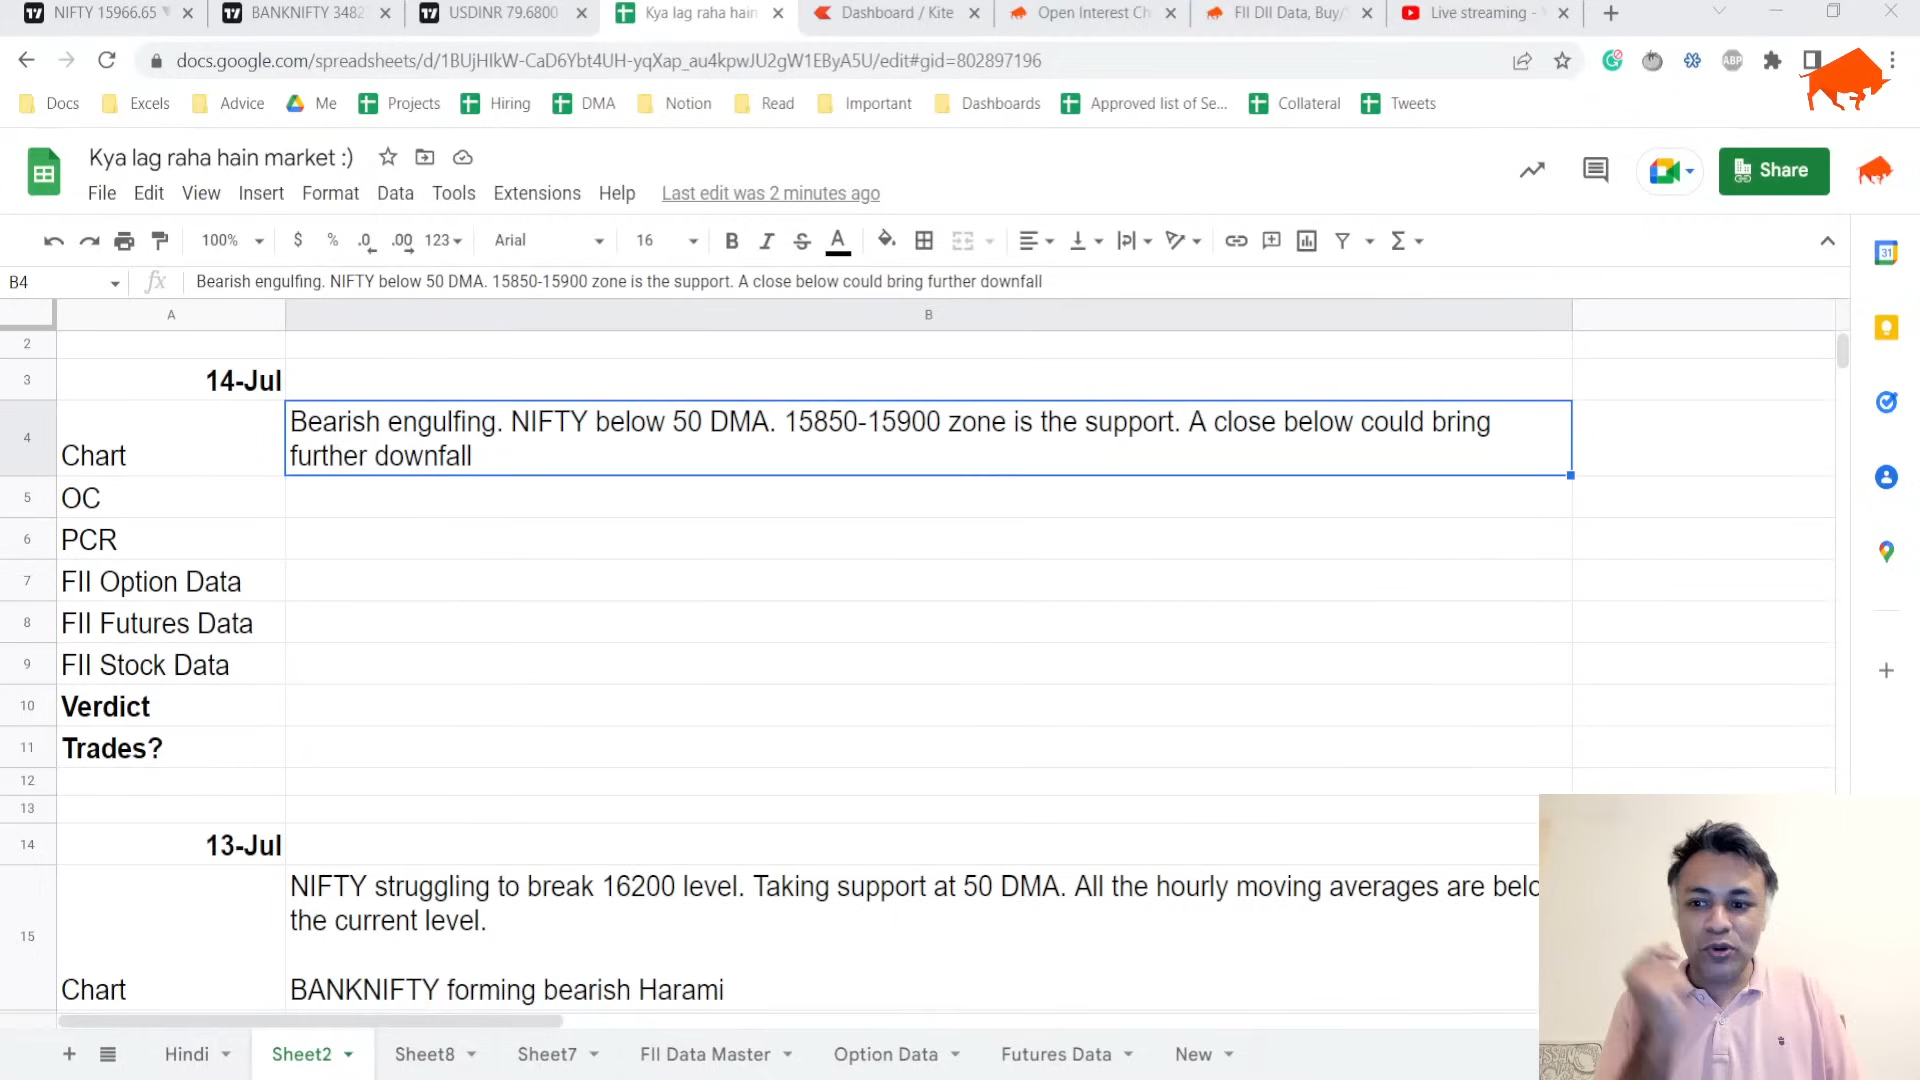 NIFTY 15966.65
BANKNIFTY 3482
USDINR 79.6800
Kya lag raha hain
Dashboard / Kite
Open Interest Ch
FII DII Data, Buy/
Live streaming -
docs.google.com/spreadsheets/d/1BUjHIkW-CaD6Ybt4UH-yqXap_au4kpwJU2gW1EByA5U/edit#gid=802897196
ABP
Docs Excels Advice Me Projects Hiring DMA Notion Read Important Dashboards Approved list of Se... Collateral Tweets
Kya lag raha hain market :)
Share
File Edit View Insert Format Data Tools Extensions Help Last edit was 2 minutes ago
100% $ % .0 .00 123 Arial 16 B I S A
31
B4 fx Bearish engulfing. NIFTY below 50 DMA. 15850-15900 zone is the support. A close below could bring further downfall
A B
2
3 14-Jul
4 Chart
Bearish engulfing. NIFTY below 50 DMA. 15850-15900 zone is the support. A close below could bring
further downfall
5 OC
6 PCR
7 FII Option Data
8 FII Futures Data
9 FII Stock Data
10 Verdict
11 Trades?
12
13
14 13-Jul
15 Chart
NIFTY struggling to break 16200 level. Taking support at 50 DMA. All the hourly moving averages are belo
the current level.
BANKNIFTY forming bearish Harami
Hindi Sheet2 Sheet8 Sheet7 FII Data Master Option Data Futures Data New